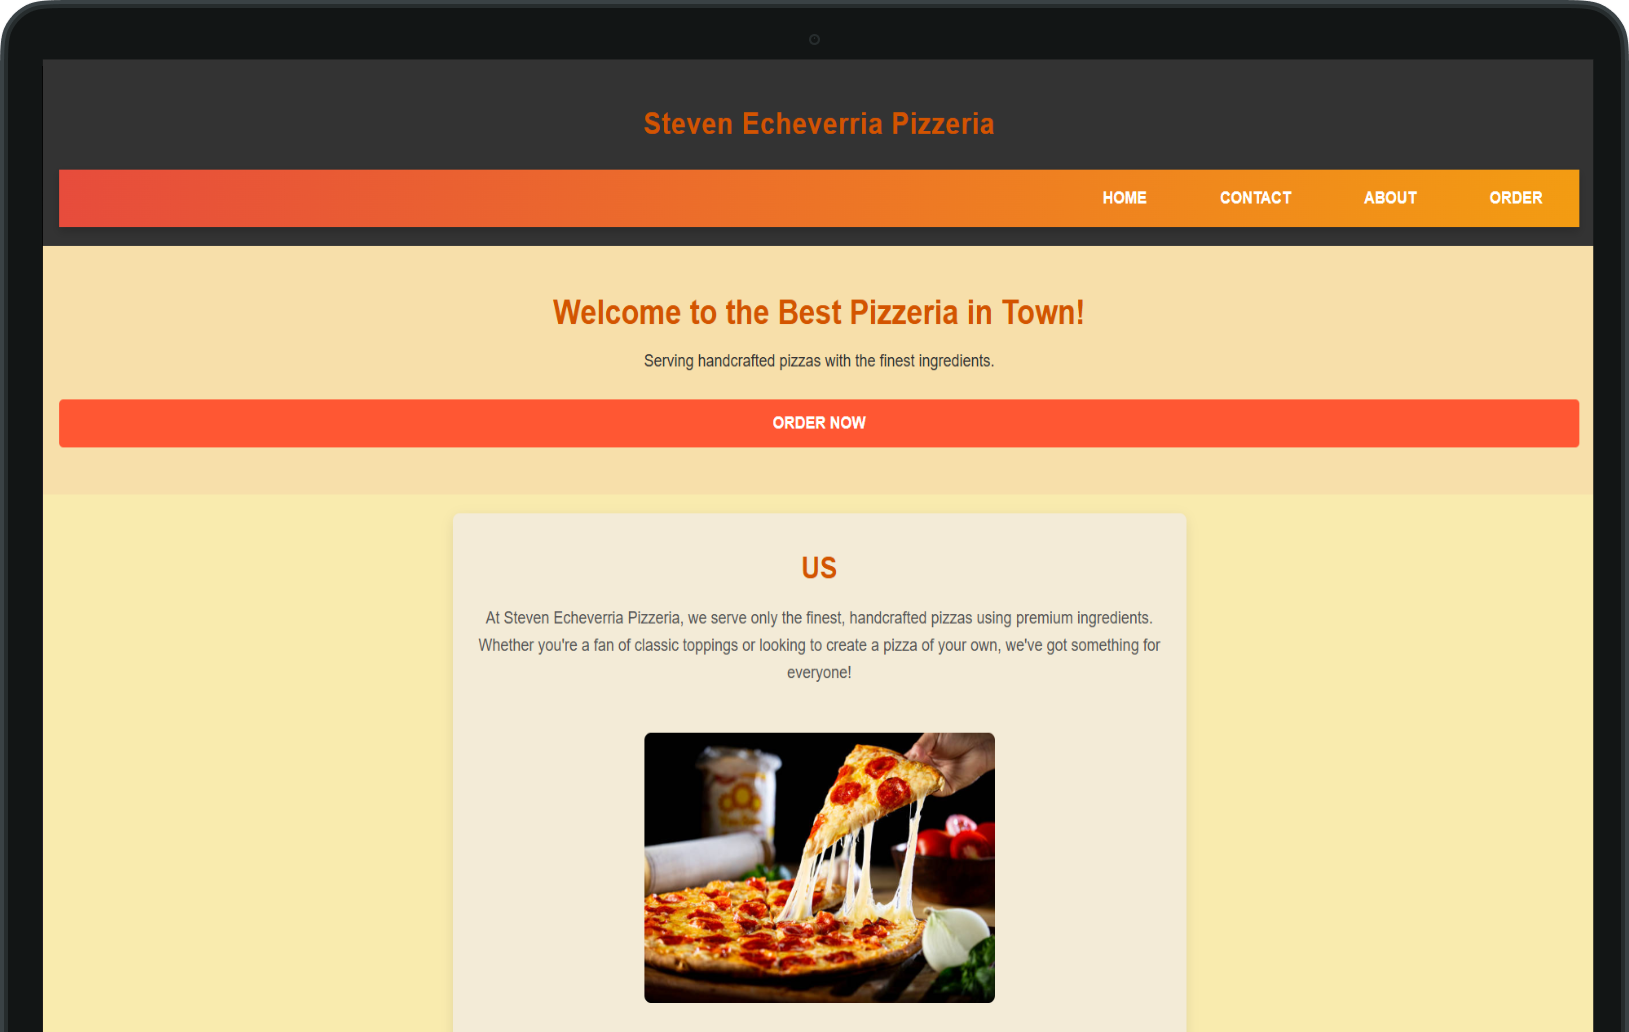 Steven Echeverria Pizzeria
HOME CONTACT ABOUT ORDER
Welcome to the Best Pizzeria in Town!
Serving handcrafted pizzas with the finest ingredients.
ORDER NOW
US
At Steven Echeverria Pizzeria, we serve only the finest, handcrafted pizzas using premium ingredients.
Whether you're a fan of classic toppings or looking to create a pizza of your own, we've got something for
everyone!